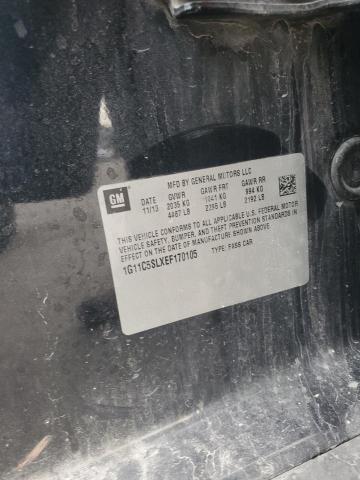 GM
MFD BY GENERAL MOTORS LLC
DATE GVWR GAWR FRT GAWR RR
11/13 2035 KG 1041 KG 994 KG
4487 LB 2295 LB 2192 LB
THIS VEHICLE CONFORMS TO ALL APPLICABLE U.S. FEDERAL MOTOR
VEHICLE SAFETY, BUMPER, AND THEFT PREVENTION STANDARDS IN
EFFECT ON THE DATE OF MANUFACTURE SHOWN ABOVE
1G11C5SLXEF170105 TYPE: PASS CAR